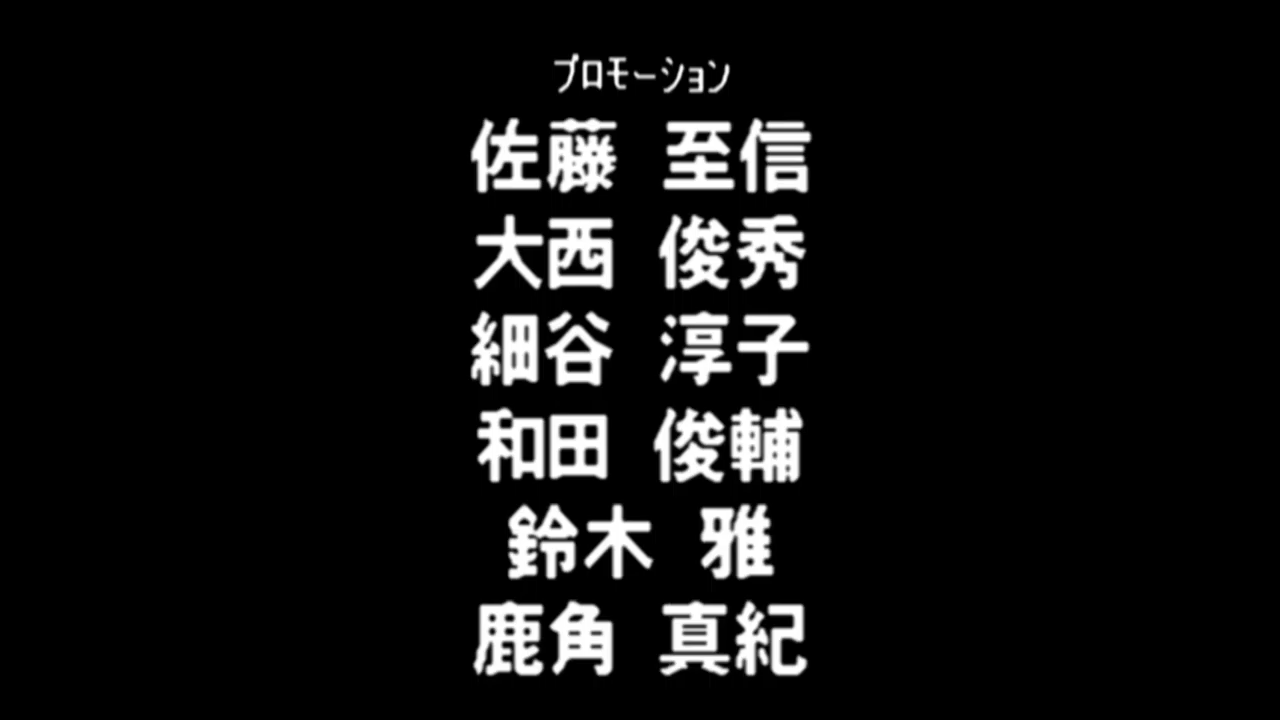 プロモーション
佐藤 至信
大西 俊秀
細谷 淳子
和田 俊輔
鈴木 雅
鹿角 真紀